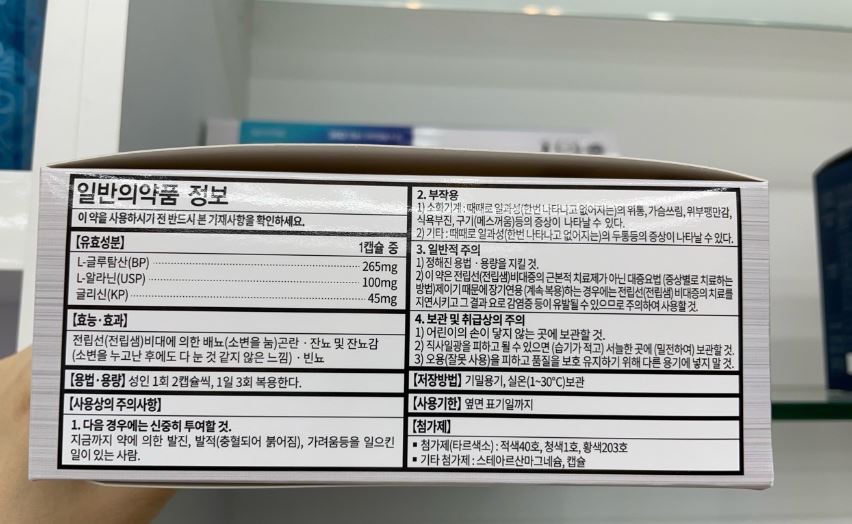 일반의약품 정보
이 약을 사용하시기 전 반드시 본 기재사항을 확인하세요.
【유효성분】 1캡슐 중
L-글루탐산(BP) 265mg
L-알라닌(USP) 100mg
글리신(KP) 45mg
【효능·효과】
전립선(전립샘)비대에 의한 배뇨(소변을 눔)곤란 · 잔뇨 및 잔뇨감
(소변을 누고난 후에도 다 눈 것 같지 않은 느낌) · 빈뇨
【용법·용량】 성인 1회 2캡슐씩, 1일 3회 복용한다.
【사용상의 주의사항】
1. 다음 경우에는 신중히 투여할 것.
지금까지 약에 의한 발진, 발적(충혈되어 붉어짐), 가려움등을 일으킨
일이 있는 사람.
2. 부작용
1) 소화기계 : 때때로 일과성(한번 나타나고 없어지는)의 위통, 가슴쓰림, 위부팽만감,
식욕부진, 구기(메스꺼움)등의 증상이 나타날 수 있다.
2) 기타 : 때때로 일과성(한번 나타나고 없어지는)의 두통등의 증상이 나타날 수 있다.
3. 일반적 주의
1) 정해진 용법 · 용량을 지킬 것.
2) 이 약은 전립선(전립샘)비대증의 근본적 치료제가 아닌 대증요법 (증상별로 치료하는
방법)제이기 때문에 장기연용 (계속 복용)하는 경우에는 전립선(전립샘) 비대증의 치료를
지연시키고 그 결과 요로 감염증 등이 유발될 수 있으므로 주의하여 사용할 것.
4. 보관 및 취급상의 주의
1) 어린이의 손이 닿지 않는 곳에 보관할 것.
2) 직사일광을 피하고 될 수 있으면 (습기가 적고) 서늘한 곳에 (밀전하여) 보관할 것.
3) 오용(잘못 사용)을 피하고 품질을 보호 유지하기 위해 다른 용기에 넣지 말 것.
【저장방법】 기밀용기, 실온(1~30℃)보관
【사용기한】 옆면 표기일까지
【첨가제】
▪ 첨가제(타르색소) : 적색40호, 청색1호, 황색203호
▪ 기타 첨가제 : 스테아르산마그네슘, 캡슐